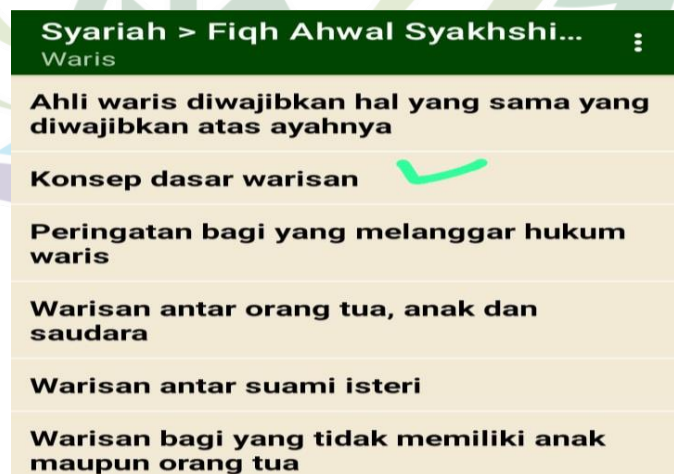 Syariah > Fiqh Ahwal Syakhshi...
Waris
Ahli waris diwajibkan hal yang sama yang
diwajibkan atas ayahnya
Konsep dasar warisan
Peringatan bagi yang melanggar hukum
waris
Warisan antar orang tua, anak dan
saudara
Warisan antar suami isteri
Warisan bagi yang tidak memiliki anak
maupun orang tua